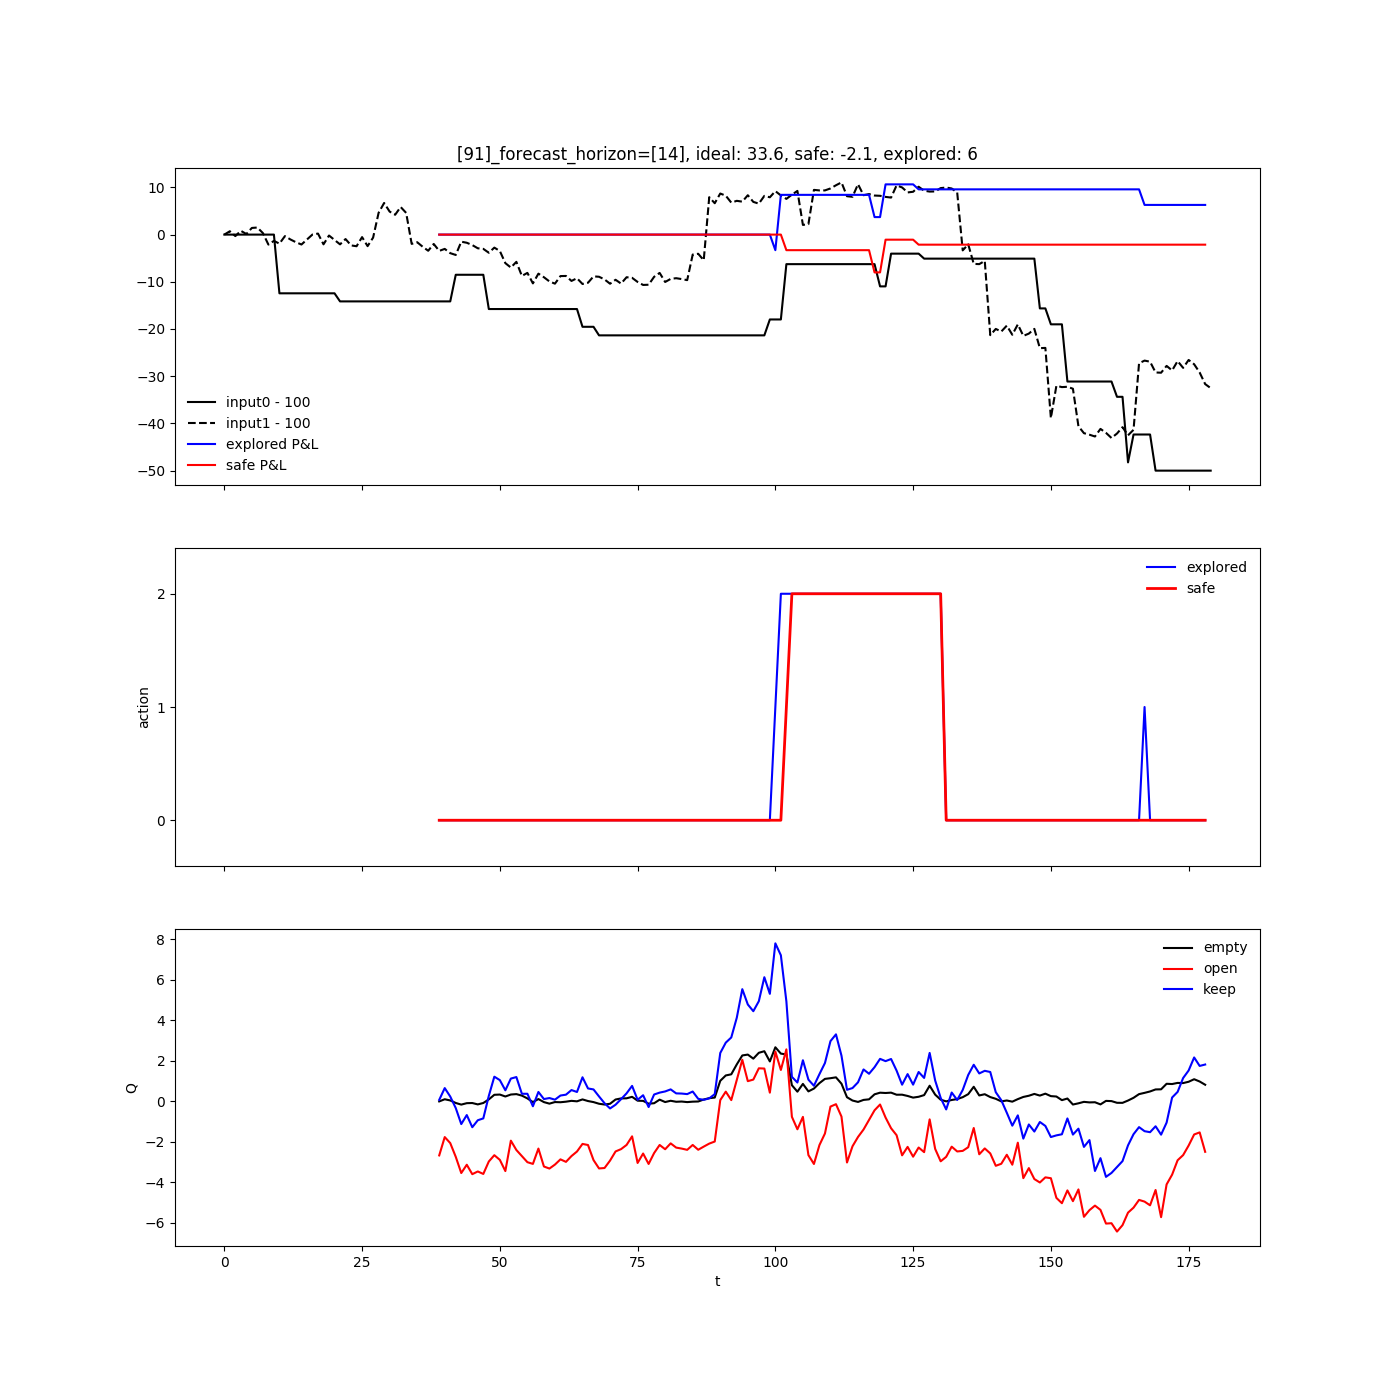 [91]_forecast_horizon=[14], ideal: 33.6, safe: -2.1, explored: 6
10
0
−10
−20
−30
−40
−50
input0 - 100
input1 - 100
explored P&L
safe P&L
action
2
1
0
explored
safe
Q
8
6
4
2
0
−2
−4
−6
empty
open
keep
0 25 50 75 100 125 150 175
t